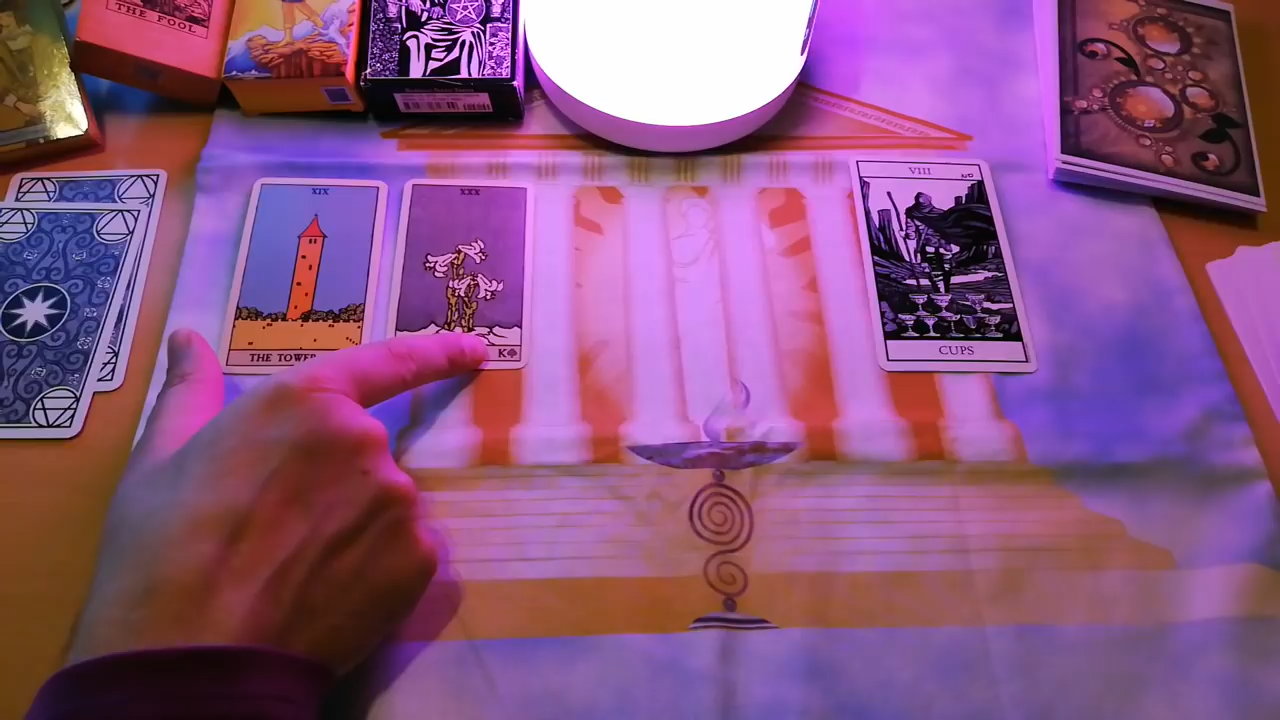 THE FOOL
XIX
THE TOWER
XXX
K♠
VIII
CUPS